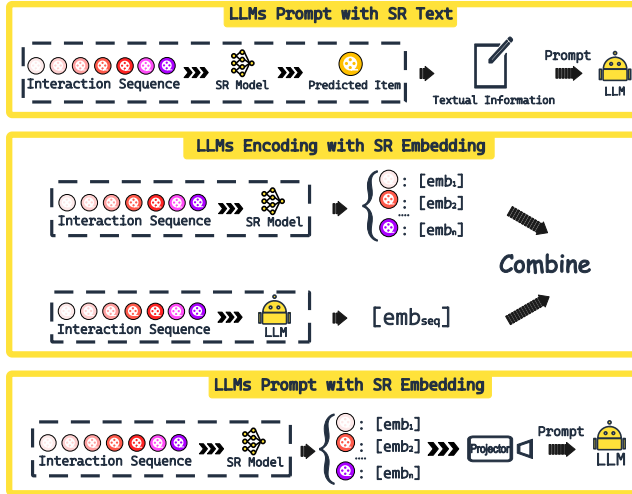 LLMs Prompt with SR Text
Interaction Sequence
SR Model
Predicted Item
Textual Information
Prompt
LLM
LLMs Encoding with SR Embedding
Interaction Sequence
SR Model
: [emb₁]
: [emb₂]
.....
: [embₙ]
Combine
Interaction Sequence
LLM
[emb_seq]
LLMs Prompt with SR Embedding
Interaction Sequence
SR Model
: [emb₁]
: [emb₂]
.....
: [embₙ]
Projector
Prompt
LLM